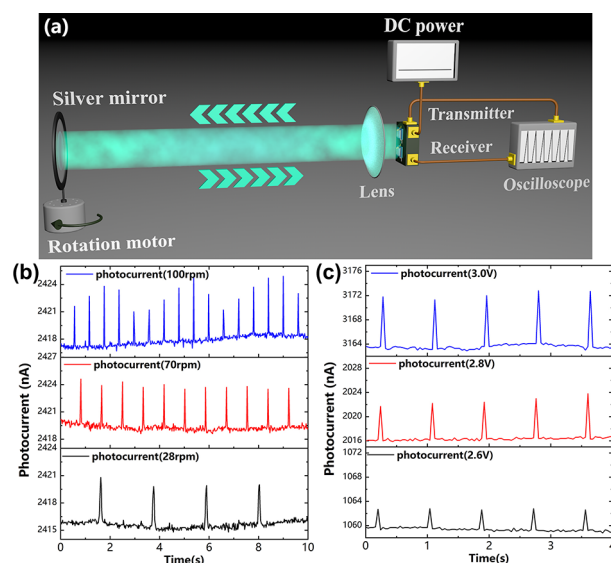 (a)
DC power
Silver mirror
Transmitter
Receiver
Lens
Oscilloscope
Rotation motor
(b)
photocurrent(100rpm)
2424
2418
2427
photocurrent(70rpm)
2424
2421
2418
2424
photocurrent(28rpm)
2421
2418
2415
0 2 4 6 8 10
Time(s)
Photocurrent (nA)
(c)
3176
photocurrent(3.0V)
3172
3168
3164
2028
photocurrent(2.8V)
2024
2020
2016
1072
photocurrent(2.6V)
1068
1064
1060
0 1 2 3 4
Time(s)
Photocurrent (nA)